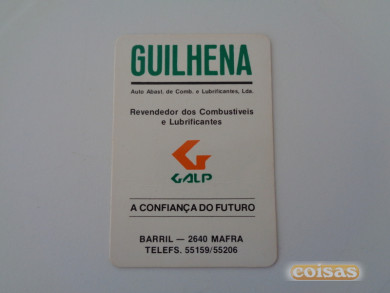 GUILHENA
Auto Abast. de Comb. e Lubrificantes, Lda.
Revendedor dos Combustiveis
e Lubrificantes
GALP
A CONFIANÇA DO FUTURO
BARRIL — 2640 MAFRA
TELEFS. 55159/55206
coisas